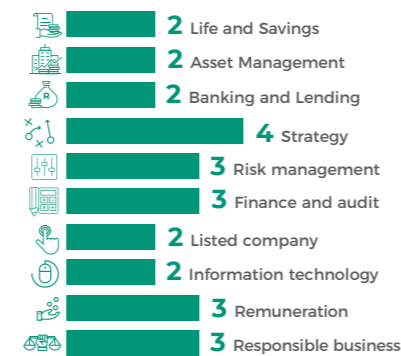 2 Life and Savings
2 Asset Management
2 Banking and Lending
4 Strategy
3 Risk management
3 Finance and audit
2 Listed company
2 Information technology
3 Remuneration
3 Responsible business